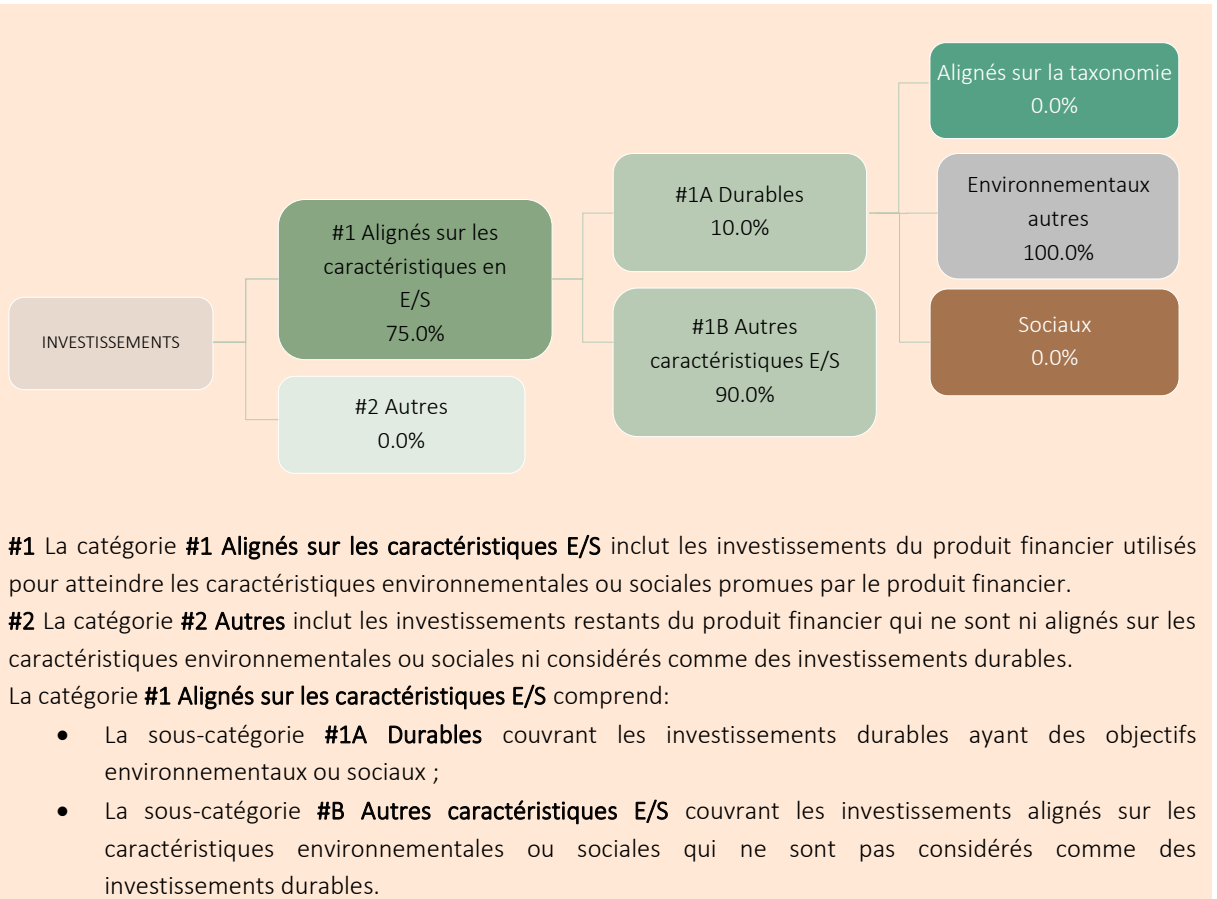 INVESTISSEMENTS
#1 Alignés sur les
caractéristiques en
E/S
75.0%
#2 Autres
0.0%
#1A Durables
10.0%
#1B Autres
caractéristiques E/S
90.0%
Alignés sur la taxonomie
0.0%
Environnementaux
autres
100.0%
Sociaux
0.0%
#1 La catégorie #1 Alignés sur les caractéristiques E/S inclut les investissements du produit financier utilisés
pour atteindre les caractéristiques environnementales ou sociales promues par le produit financier.
#2 La catégorie #2 Autres inclut les investissements restants du produit financier qui ne sont ni alignés sur les
caractéristiques environnementales ou sociales ni considérés comme des investissements durables.
La catégorie #1 Alignés sur les caractéristiques E/S comprend:
• La sous-catégorie #1A Durables couvrant les investissements durables ayant des objectifs
environnementaux ou sociaux ;
• La sous-catégorie #B Autres caractéristiques E/S couvrant les investissements alignés sur les
caractéristiques environnementales ou sociales qui ne sont pas considérés comme des
investissements durables.